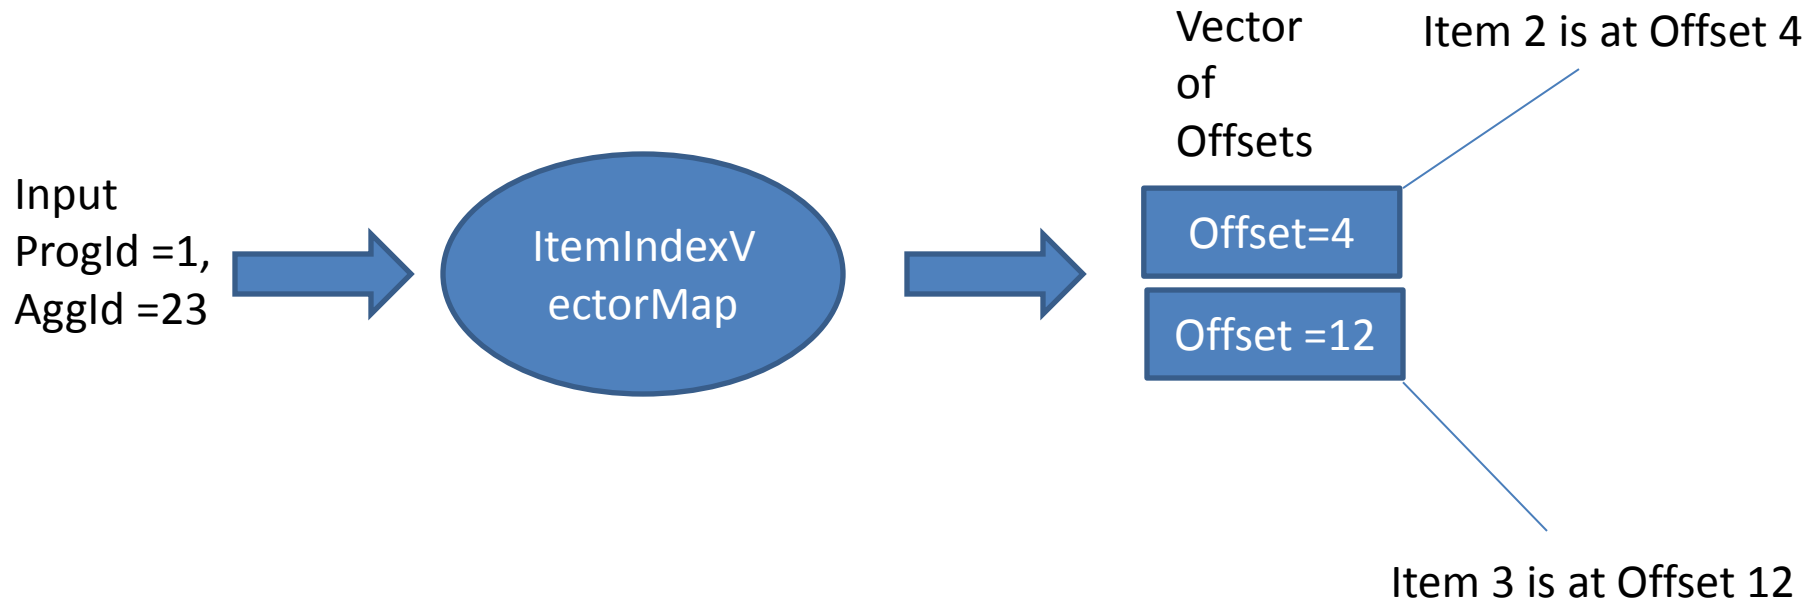 Input
ProgId =1,
AggId =23
ItemIndexV
ectorMap
Vector
of
Offsets
Offset=4
Offset =12
Item 2 is at Offset 4
Item 3 is at Offset 12